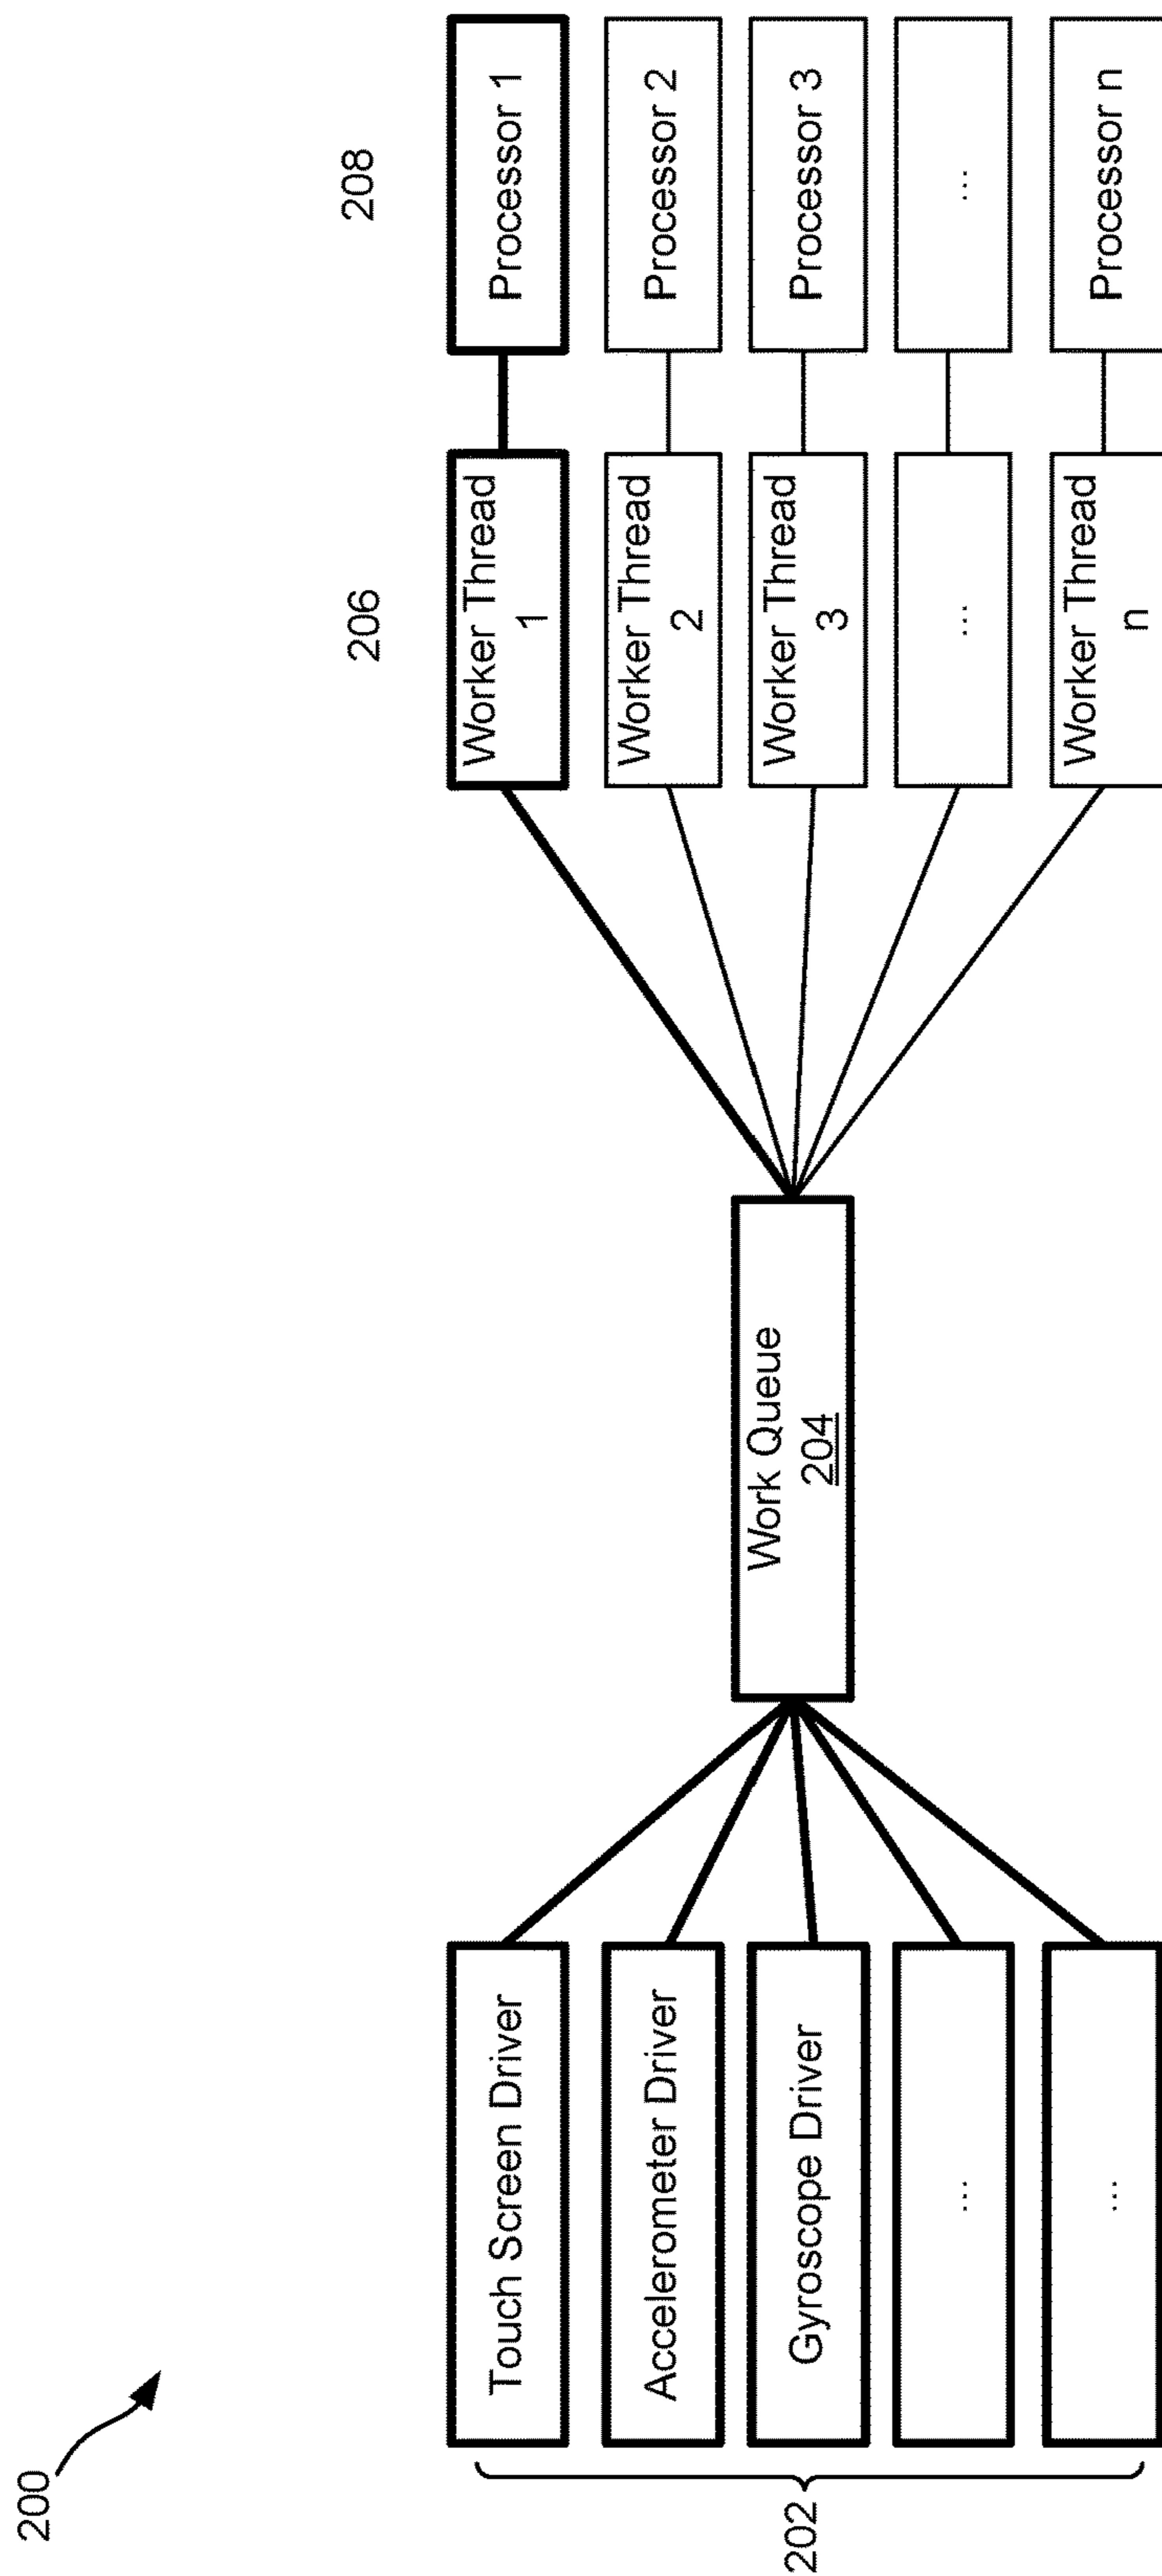 200
202
Touch Screen Driver
Accelerometer Driver
Gyroscope Driver
...
...
Work Queue
204
206
Worker Thread
1
Worker Thread
2
Worker Thread
3
...
Worker Thread
n
208
Processor 1
Processor 2
Processor 3
...
Processor n